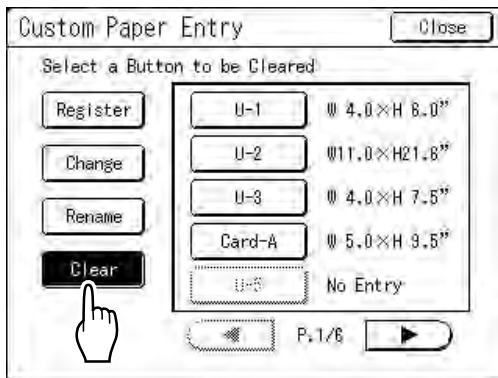 Custom Paper Entry Close
Select a Button to be Cleared
Register U-1 W 4.0×H 6.0”
Change U-2 W11.0×H21.6”
Rename U-3 W 4.0×H 7.5”
Clear Card-A W 5.0×H 9.5”
U-5 No Entry
◀ P.1/6 ▶